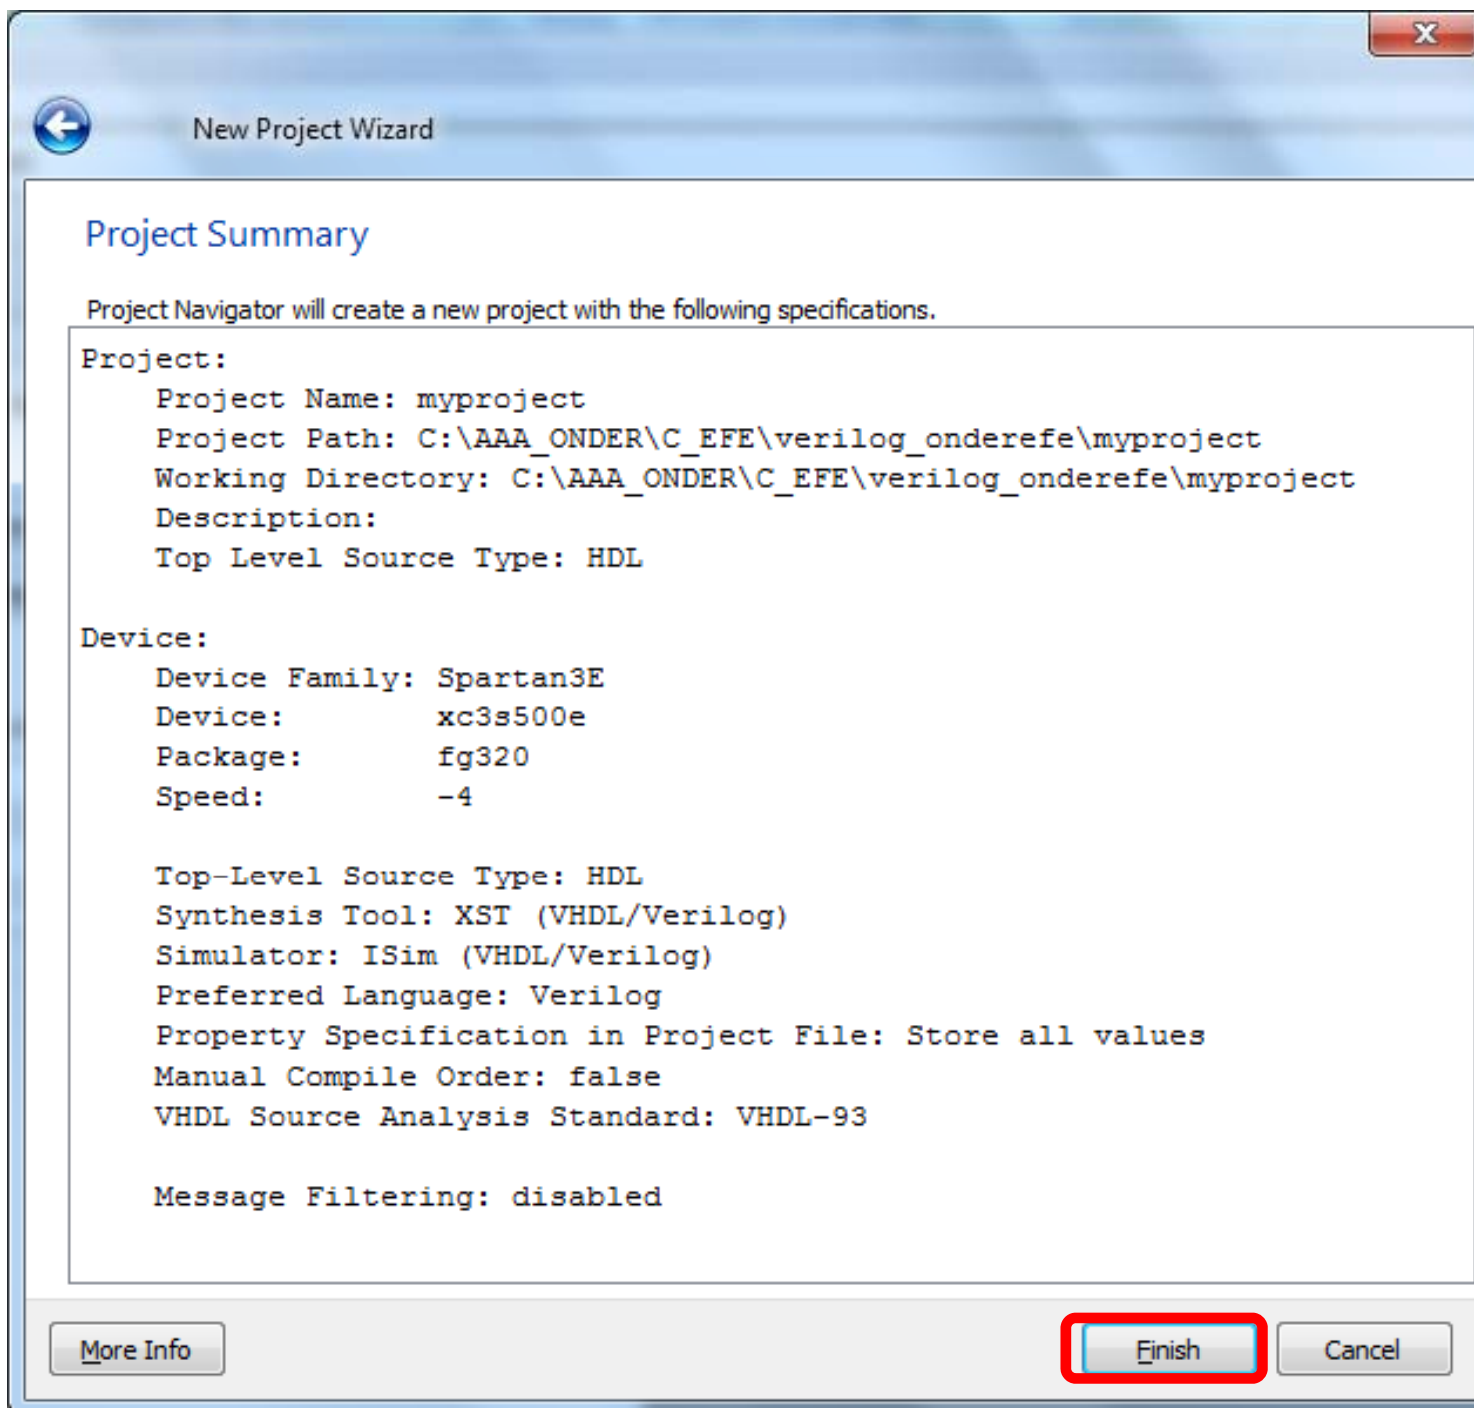 X
New Project Wizard
Project Summary
Project Navigator will create a new project with the following specifications.
Project:
Project Name: myproject
Project Path: C:\AAA_ONDER\C_EFE\verilog_onderefe\myproject
Working Directory: C:\AAA_ONDER\C_EFE\verilog_onderefe\myproject
Description:
Top Level Source Type: HDL
Device:
Device Family: Spartan3E
Device: xc3s500e
Package: fg320
Speed: -4
Top-Level Source Type: HDL
Synthesis Tool: XST (VHDL/Verilog)
Simulator: ISim (VHDL/Verilog)
Preferred Language: Verilog
Property Specification in Project File: Store all values
Manual Compile Order: false
VHDL Source Analysis Standard: VHDL-93
Message Filtering: disabled
More Info Finish Cancel